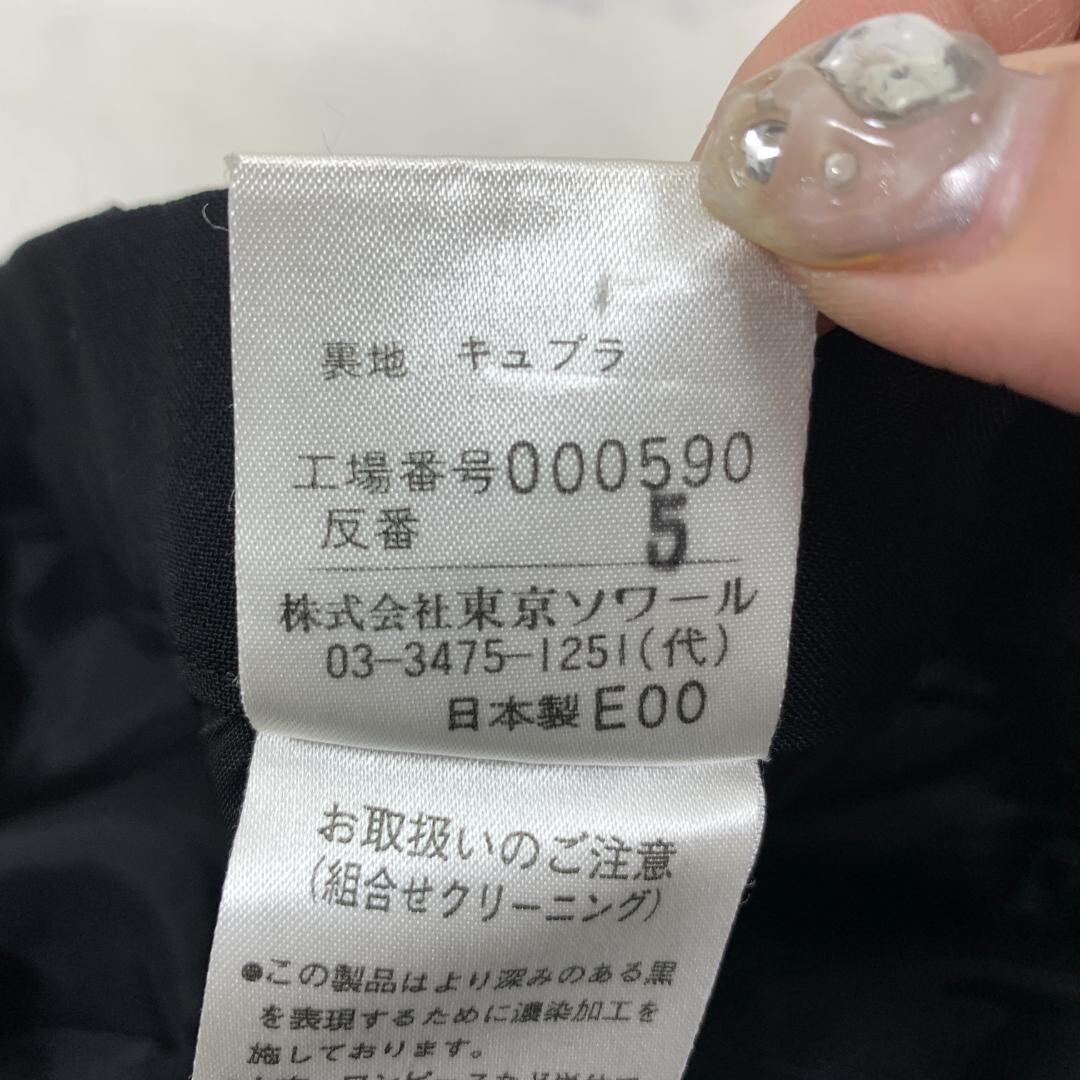 裏地 キュプラ
工場番号000590
反番 5
株式会社東京ソワール
03-3475-1251(代)
日本製E00
お取扱いのご注意
(組合せクリーニング)
●この製品はより深みのある黒
を表現するために濃染加工を
施しております。